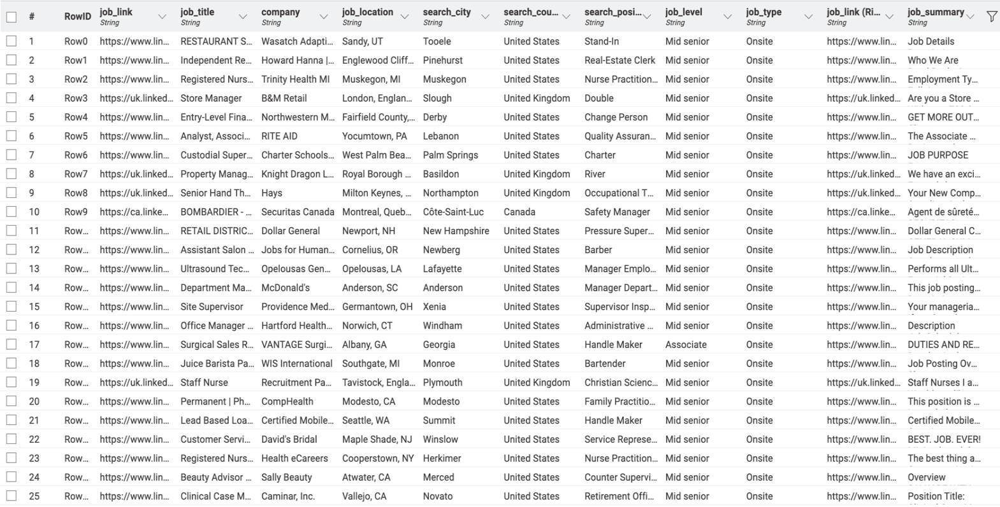 # RowID job_link job_title company job_location search_city search_cou... search_posi... job_level job_type job_link (Ri... job_summary
String String String String String String String String String String String
1 Row0 https://www.lin... RESTAURANT S... Wasatch Adapti... Sandy, UT Tooele United States Stand-In Mid senior Onsite https://www.lin... Job Details
2 Row1 https://www.lin... Independent Re... Howard Hanna |... Englewood Cliff... Pinehurst United States Real-Estate Clerk Mid senior Onsite https://www.lin... Who We Are
3 Row2 https://www.lin... Registered Nurs... Trinity Health MI Muskegon, MI Muskegon United States Nurse Practition... Mid senior Onsite https://www.lin... Employment Ty...
4 Row3 https://uk.linked... Store Manager B&M Retail London, Englan... Slough United Kingdom Double Mid senior Onsite https://uk.linked... Are you a Store ...
5 Row4 https://www.lin... Entry-Level Fina... Northwestern M... Fairfield County,... Derby United States Change Person Mid senior Onsite https://www.lin... GET MORE OUT...
6 Row5 https://www.lin... Analyst, Associ... RITE AID Yocumtown, PA Lebanon United States Quality Assuran... Mid senior Onsite https://www.lin... The Associate ...
7 Row6 https://www.lin... Custodial Super... Charter Schools... West Palm Bea... Palm Springs United States Charter Mid senior Onsite https://www.lin... JOB PURPOSE
8 Row7 https://uk.linked... Property Manag... Knight Dragon L... Royal Borough ... Basildon United Kingdom River Mid senior Onsite https://uk.linked... We have an exci...
9 Row8 https://uk.linked... Senior Hand Th... Hays Milton Keynes, ... Northampton United Kingdom Occupational T... Mid senior Onsite https://uk.linked... Your New Comp...
10 Row9 https://ca.linke... BOMBARDIER - ... Securitas Canada Montreal, Queb... Côte-Saint-Luc Canada Safety Manager Mid senior Onsite https://ca.linke... Agent de sûreté...
11 Row... https://www.lin... RETAIL DISTRIC... Dollar General Newport, NH New Hampshire United States Pressure Super... Mid senior Onsite https://www.lin... Dollar General C...
12 Row... https://www.lin... Assistant Salon ... Jobs for Human... Cornelius, OR Newberg United States Barber Mid senior Onsite https://www.lin... Job Description
13 Row... https://www.lin... Ultrasound Tec... Opelousas Gen... Opelousas, LA Lafayette United States Manager Emplo... Mid senior Onsite https://www.lin... Performs all Ult...
14 Row... https://www.lin... Department Ma... McDonald's Anderson, SC Anderson United States Manager Depart... Mid senior Onsite https://www.lin... This job posting...
15 Row... https://www.lin... Site Supervisor Providence Med... Germantown, OH Xenia United States Supervisor Insp... Mid senior Onsite https://www.lin... Your manageria...
16 Row... https://www.lin... Office Manager ... Hartford Health... Norwich, CT Windham United States Administrative ... Mid senior Onsite https://www.lin... Description
17 Row... https://www.lin... Surgical Sales R... VANTAGE Surgi... Albany, GA Georgia United States Handle Maker Associate Onsite https://www.lin... DUTIES AND RE...
18 Row... https://www.lin... Juice Barista Pa... WIS International Southgate, MI Monroe United States Bartender Mid senior Onsite https://www.lin... Job Posting Ov...
19 Row... https://uk.linked... Staff Nurse Recruitment Pa... Tavistock, Engla... Plymouth United Kingdom Christian Scienc... Mid senior Onsite https://uk.linked... Staff Nurses I a...
20 Row... https://www.lin... Permanent | Ph... CompHealth Modesto, CA Modesto United States Family Practitio... Mid senior Onsite https://www.lin... This position is ...
21 Row... https://www.lin... Lead Based Loa... Certified Mobile... Seattle, WA Summit United States Handle Maker Mid senior Onsite https://www.lin... Certified Mobile...
22 Row... https://www.lin... Customer Servi... David's Bridal Maple Shade, NJ Winslow United States Service Represe... Mid senior Onsite https://www.lin... BEST. JOB. EVER!
23 Row... https://www.lin... Registered Nurs... Health eCareers Cooperstown, NY Herkimer United States Nurse Practition... Mid senior Onsite https://www.lin... The best thing a...
24 Row... https://www.lin... Beauty Advisor ... Sally Beauty Atwater, CA Merced United States Counter Supervi... Mid senior Onsite https://www.lin... Overview
25 Row... https://www.lin... Clinical Case M... Caminar, Inc. Vallejo, CA Novato United States Retirement Offi... Mid senior Onsite https://www.lin... Position Title: